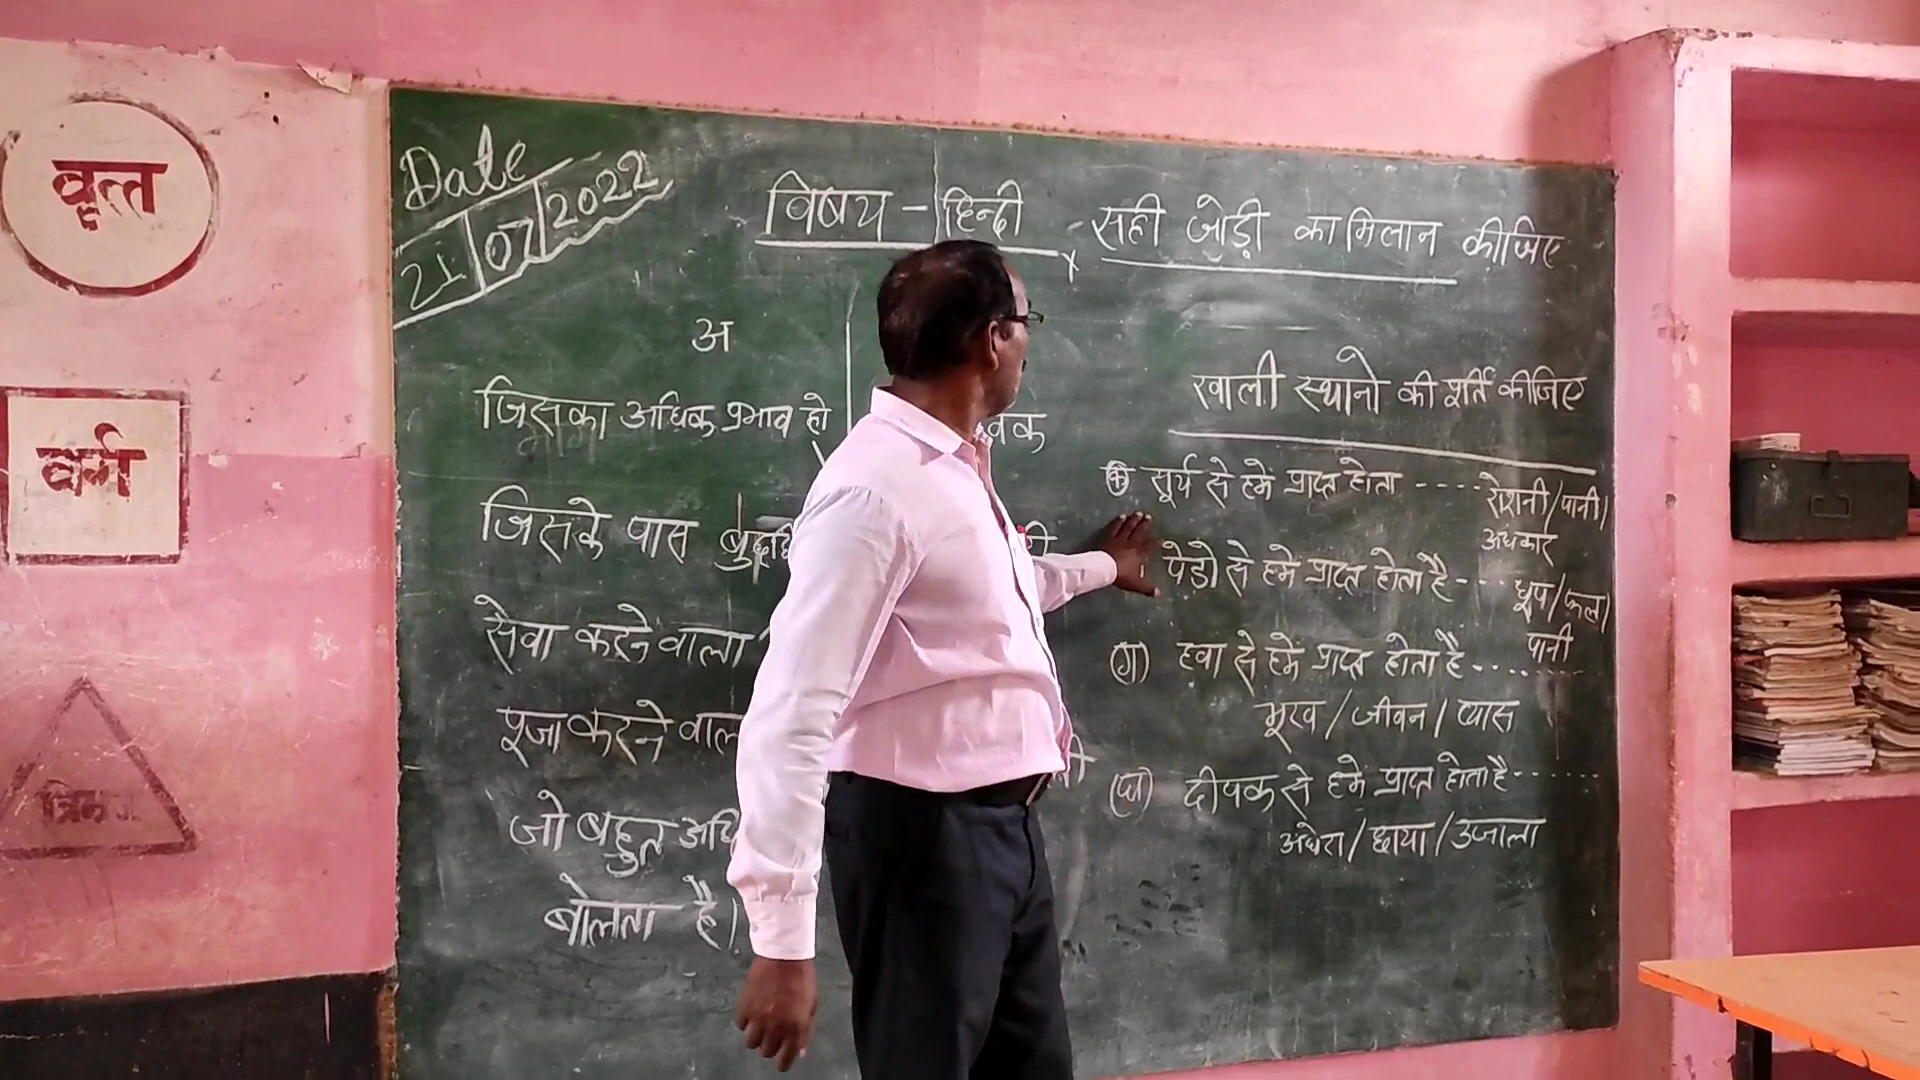 वृत्त
वर्ग
Date
21/07/2022
विषय - हिन्दी
सही जोड़ी का मिलान कीजिए
अ
जिसका अधिक प्रभाव हो
जिसके पास
सेवा करने वाला
पूजा करने
जो बहुत
बोलता है।
खाली स्थानो की पूर्ति कीजिए
(क) सूर्य से हमे प्राप्त होता ---- रोशनी/पानी/
अंधकार
पेड़ो से हमे प्राप्त होता है--- धूप/फल/
पानी
(ग) हवा से हमे प्राप्त होता है.......
भूख/जीवन/प्यास
(घ) दीपक से हमे प्राप्त होता है------
अंधेरा/छाया/उजाला